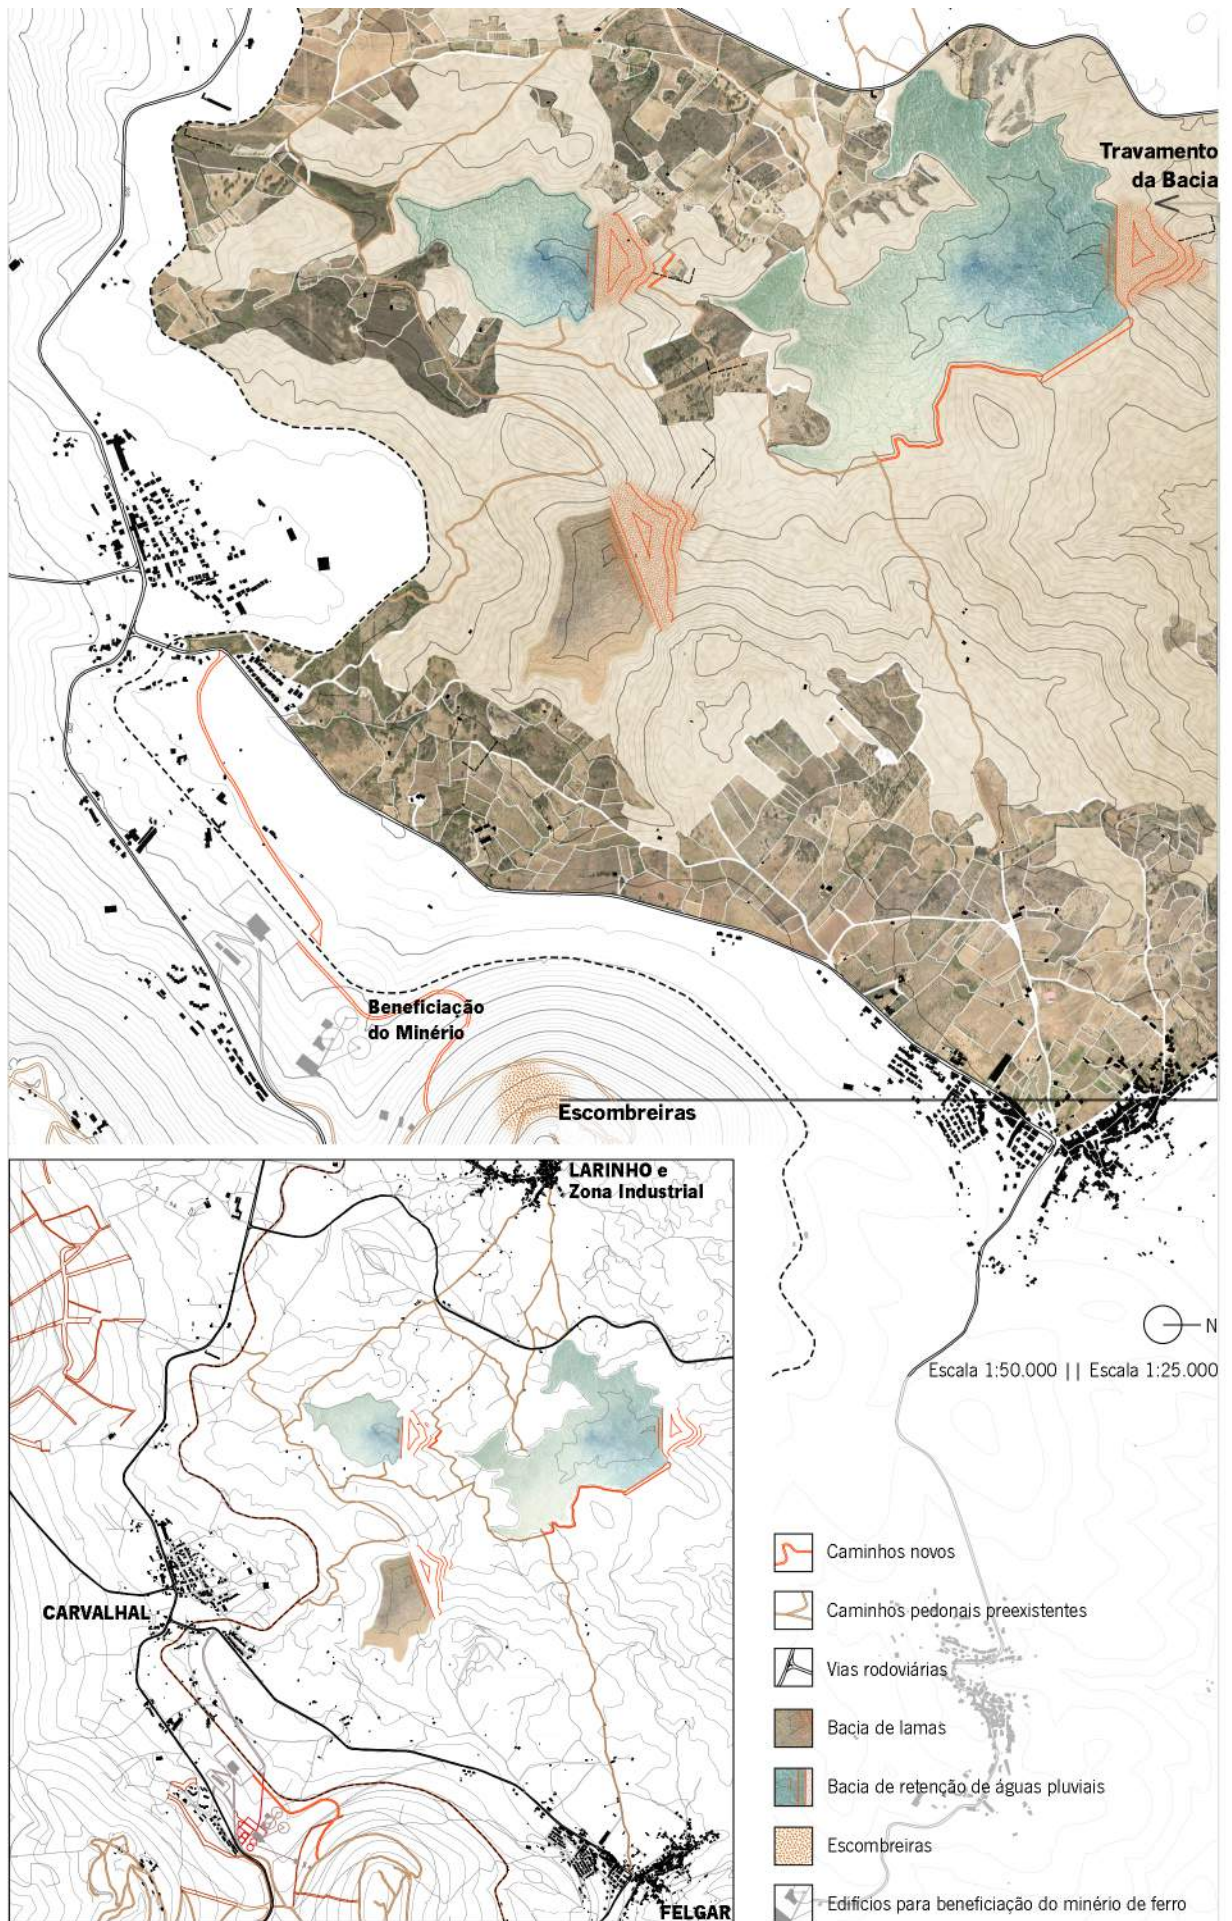 Travamento
da Bacia
Beneficiação
do Minério
Escombreiras
LARINHO e
Zona Industrial
CARVALHAL
FELGAR
N
Escala 1:50.000 || Escala 1:25.000
Caminhos novos
Caminhos pedonais preexistentes
Vias rodoviárias
Bacia de lamas
Bacia de retenção de águas pluviais
Escombreiras
Edifícios para beneficiação do minério de ferro